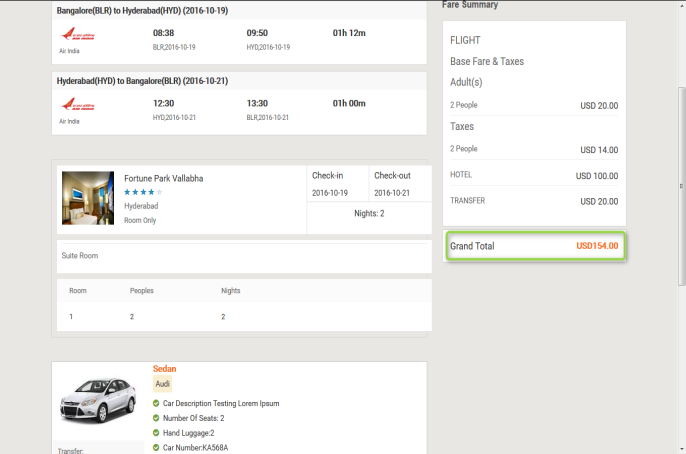 Bangalore(BLR) to Hyderabad(HYD) (2016-10-19)
08:38 09:50 01h 12m
Air India BLR,2016-10-19 HYD,2016-10-19
Hyderabad(HYD) to Bangalore(BLR) (2016-10-21)
12:30 13:30 01h 00m
Air India HYD,2016-10-21 BLR,2016-10-21
Fortune Park Vallabha
Hyderabad
Room Only
Check-in Check-out
2016-10-19 2016-10-21
Nights: 2
Suite Room
Room Peoples Nights
1 2 2
Sedan
Audi
Car Description Testing Lorem Ipsum
Number Of Seats: 2
Hand Luggage:2
Car Number:KA568A
Transfer:
Fare Summary
FLIGHT
Base Fare & Taxes
Adult(s)
2 People USD 20.00
Taxes
2 People USD 14.00
HOTEL USD 100.00
TRANSFER USD 20.00
Grand Total USD154.00